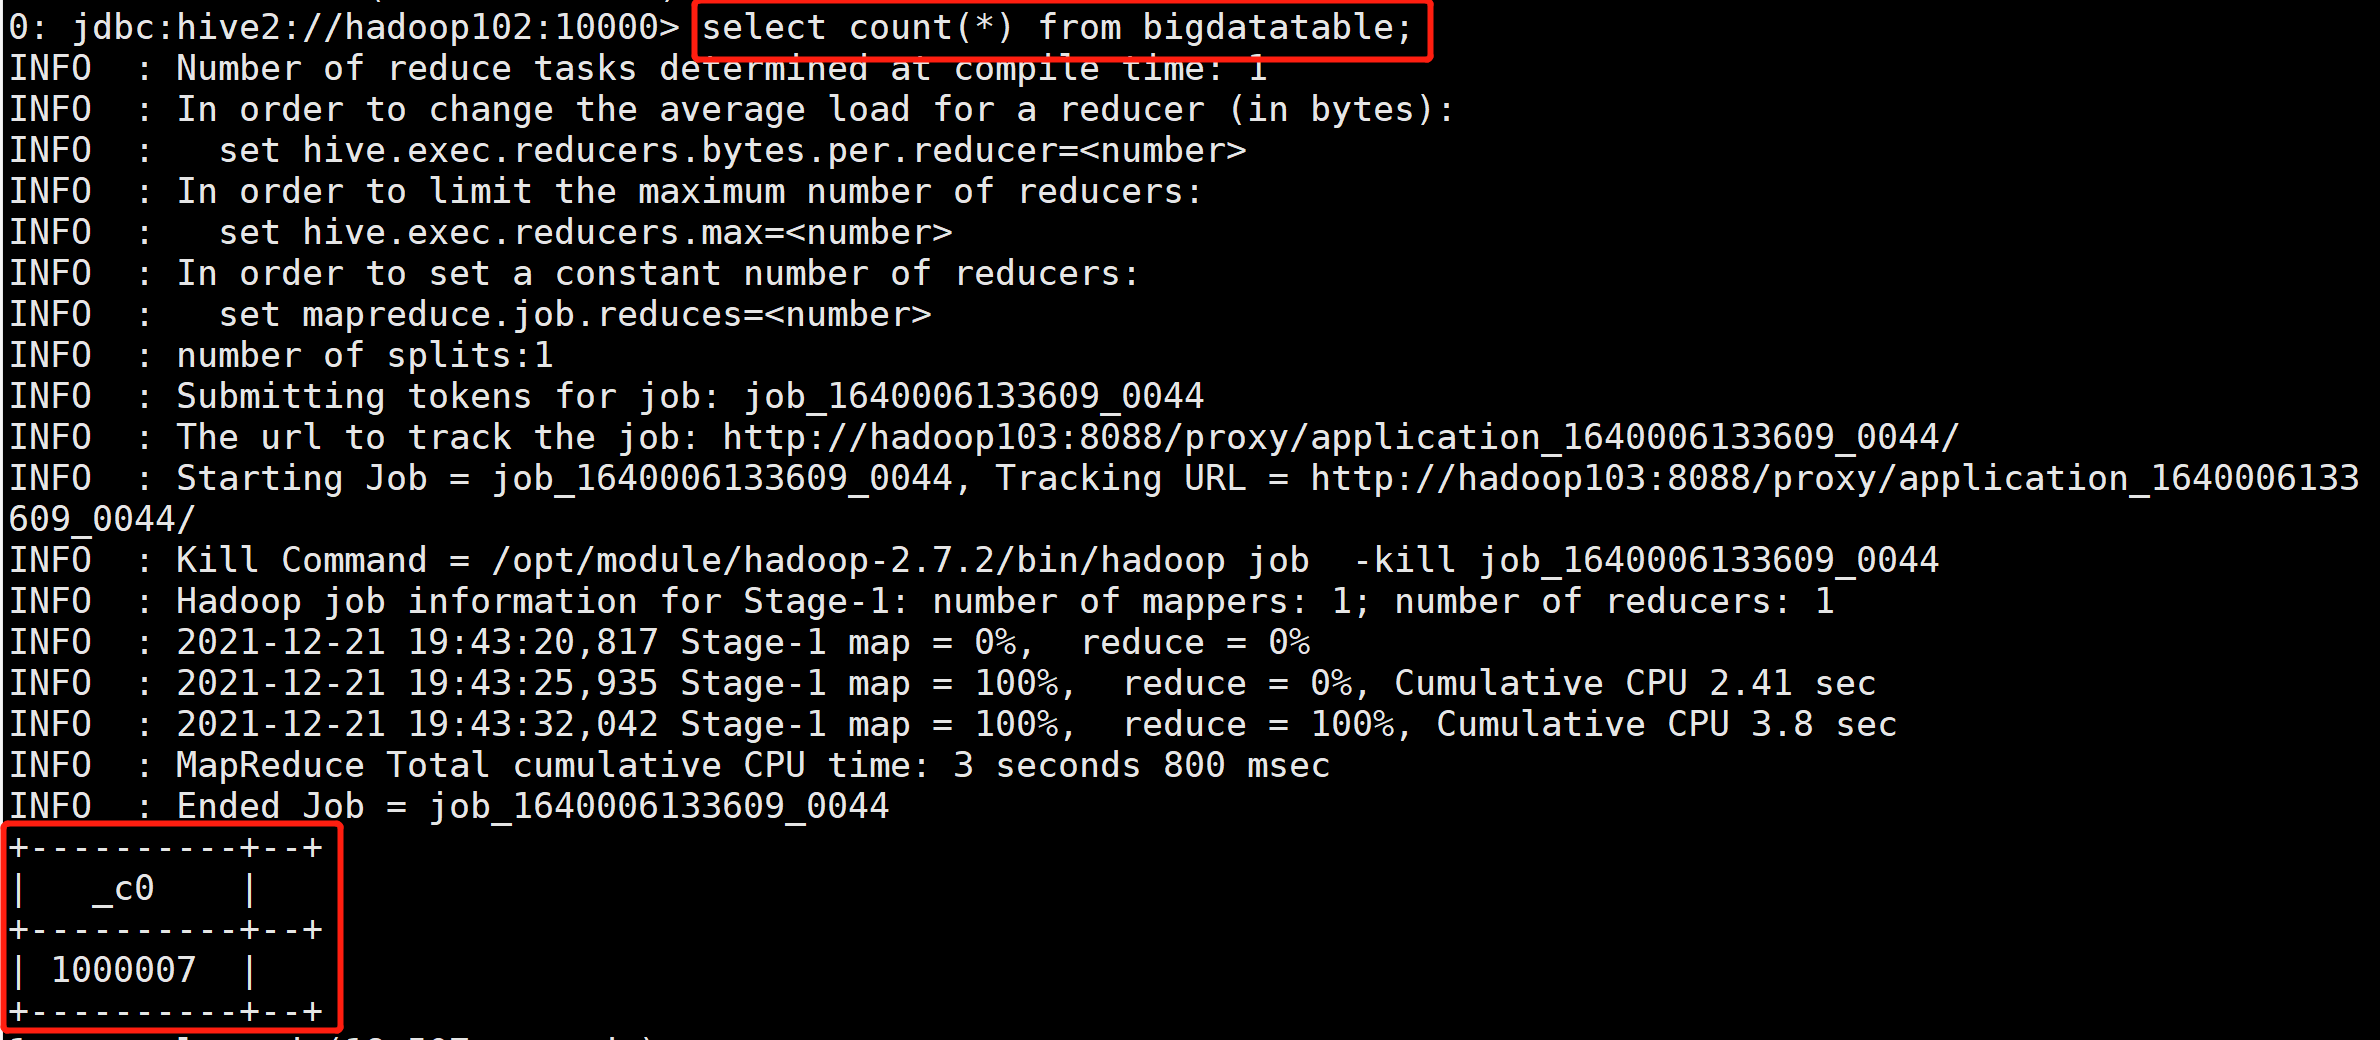 0: jdbc:hive2://hadoop102:10000> select count(*) from bigdatatable;
INFO  : Number of reduce tasks determined at compile time: 1
INFO  : In order to change the average load for a reducer (in bytes):
INFO  :   set hive.exec.reducers.bytes.per.reducer=<number>
INFO  : In order to limit the maximum number of reducers:
INFO  :   set hive.exec.reducers.max=<number>
INFO  : In order to set a constant number of reducers:
INFO  :   set mapreduce.job.reduces=<number>
INFO  : number of splits:1
INFO  : Submitting tokens for job: job_1640006133609_0044
INFO  : The url to track the job: http://hadoop103:8088/proxy/application_1640006133609_0044/
INFO  : Starting Job = job_1640006133609_0044, Tracking URL = http://hadoop103:8088/proxy/application_1640006133
609_0044/
INFO  : Kill Command = /opt/module/hadoop-2.7.2/bin/hadoop job  -kill job_1640006133609_0044
INFO  : Hadoop job information for Stage-1: number of mappers: 1; number of reducers: 1
INFO  : 2021-12-21 19:43:20,817 Stage-1 map = 0%,  reduce = 0%
INFO  : 2021-12-21 19:43:25,935 Stage-1 map = 100%,  reduce = 0%, Cumulative CPU 2.41 sec
INFO  : 2021-12-21 19:43:32,042 Stage-1 map = 100%,  reduce = 100%, Cumulative CPU 3.8 sec
INFO  : MapReduce Total cumulative CPU time: 3 seconds 800 msec
INFO  : Ended Job = job_1640006133609_0044
+----------+--+
|   _c0    |
+----------+--+
| 1000007  |
+----------+--+